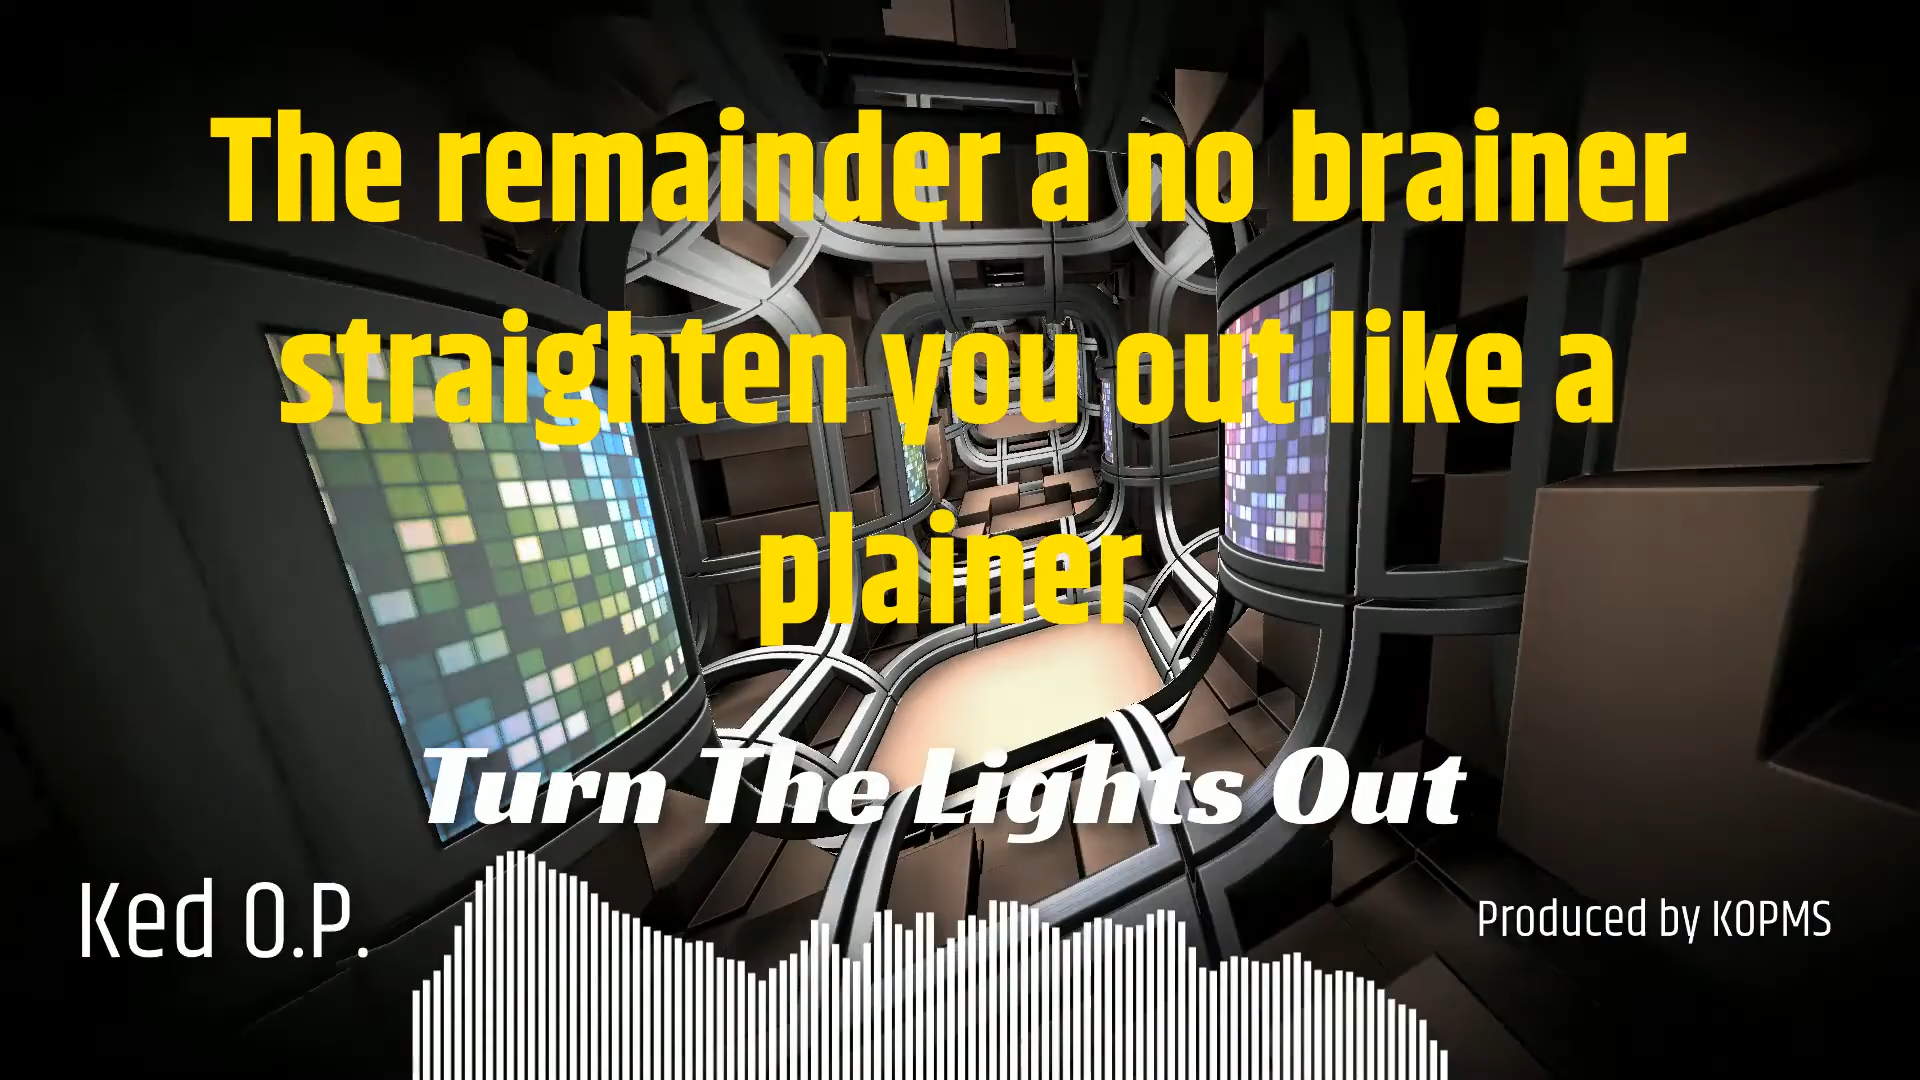 The remainder a no brainer
straighten you out like a
plainer
Turn The Lights Out
Ked O.P.
Produced by KOPMS